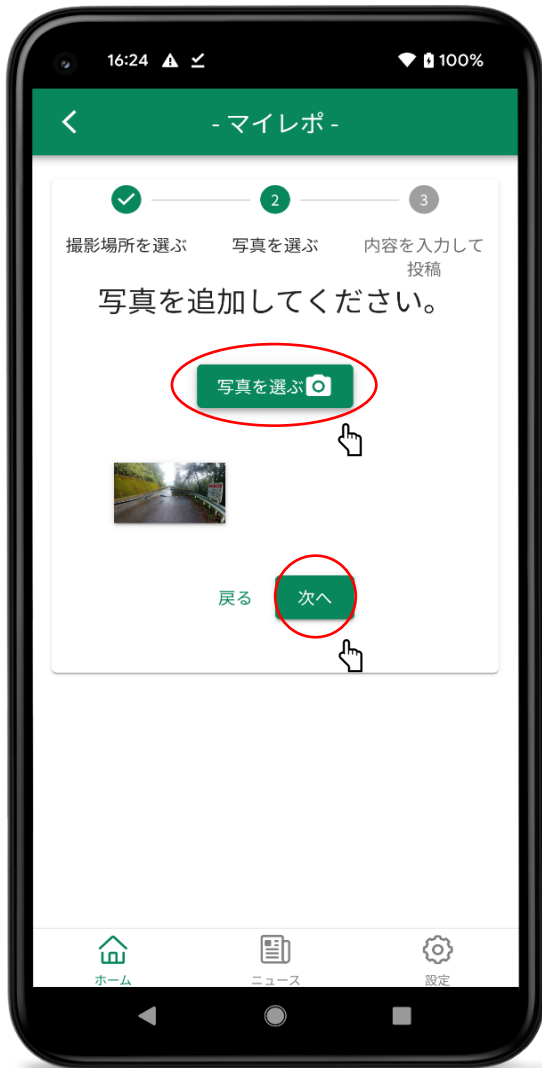 16:24
100%
- マイレポ -
2
3
撮影場所を選ぶ
写真を選ぶ
内容を入力して
投稿
写真を追加してください。
写真を選ぶ
戻る
次へ
ホーム
ニュース
設定